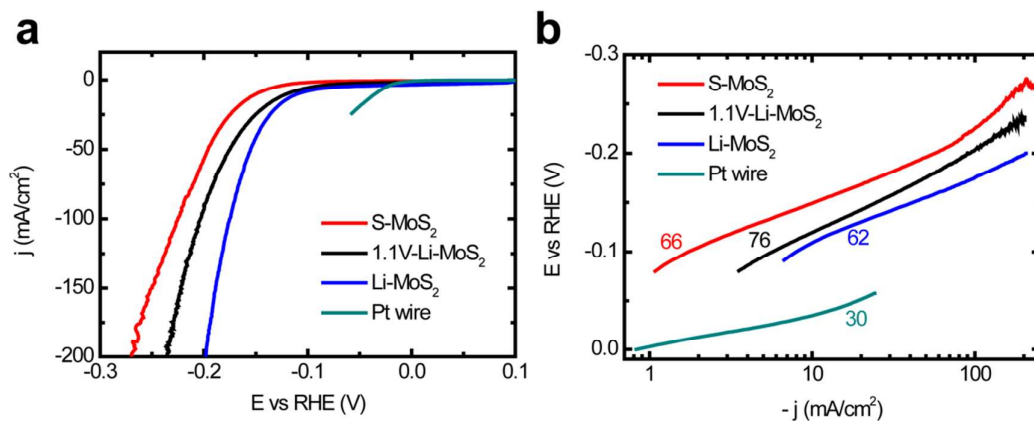 a
0
-50
-100
-150
-200
j (mA/cm²)
S-MoS₂
1.1V-Li-MoS₂
Li-MoS₂
Pt wire
-0.3
-0.2
-0.1
0.0
0.1
E vs RHE (V)
b
-0.3
-0.2
-0.1
0.0
E vs RHE (V)
S-MoS₂
1.1V-Li-MoS₂
Li-MoS₂
Pt wire
66
76
62
30
1
10
100
- j (mA/cm²)